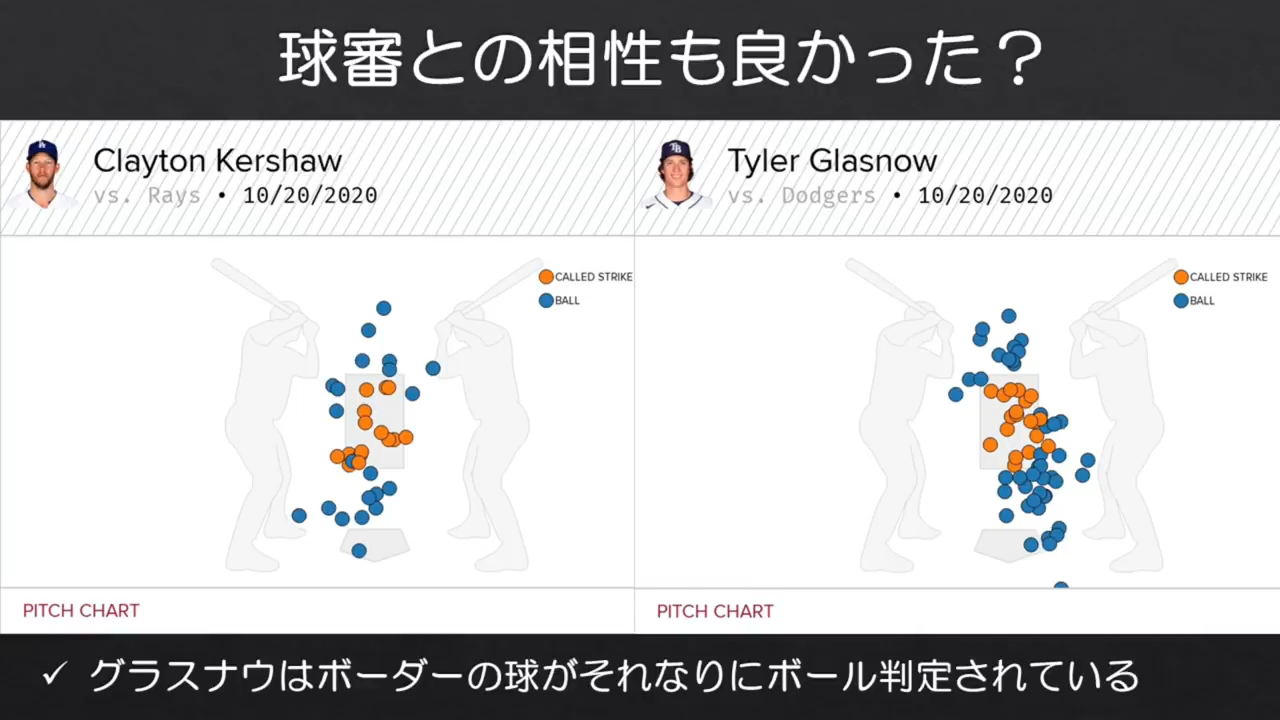 球審との相性も良かった？
Clayton Kershaw
vs. Rays • 10/20/2020
Tyler Glasnow
vs. Dodgers • 10/20/2020
CALLED STRIKE
BALL
CALLED STRIKE
BALL
PITCH CHART
PITCH CHART
✓ グラスナウはボーダーの球がそれなりにボール判定されている